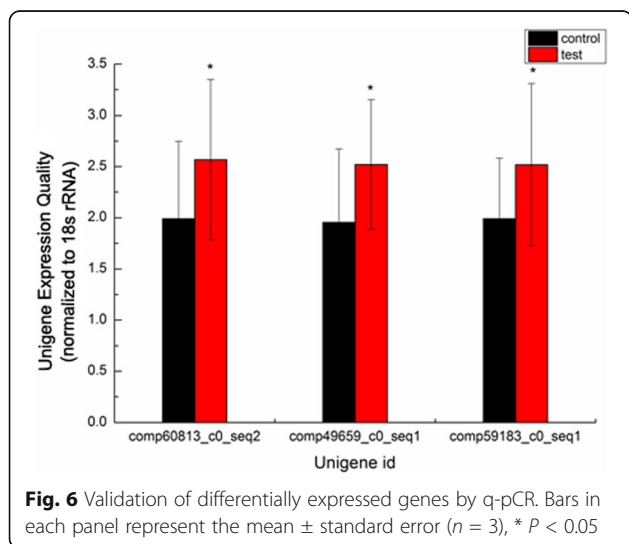 control
test
3.5
3.0
2.5
2.0
1.5
1.0
0.5
0.0
*
*
*
Unigene Expression Quality
(normalized to 18s rRNA)
comp60813_c0_seq2
comp49659_c0_seq1
comp59183_c0_seq1
Unigene id
Fig. 6 Validation of differentially expressed genes by q-pCR. Bars in
each panel represent the mean ± standard error (n = 3), * P < 0.05